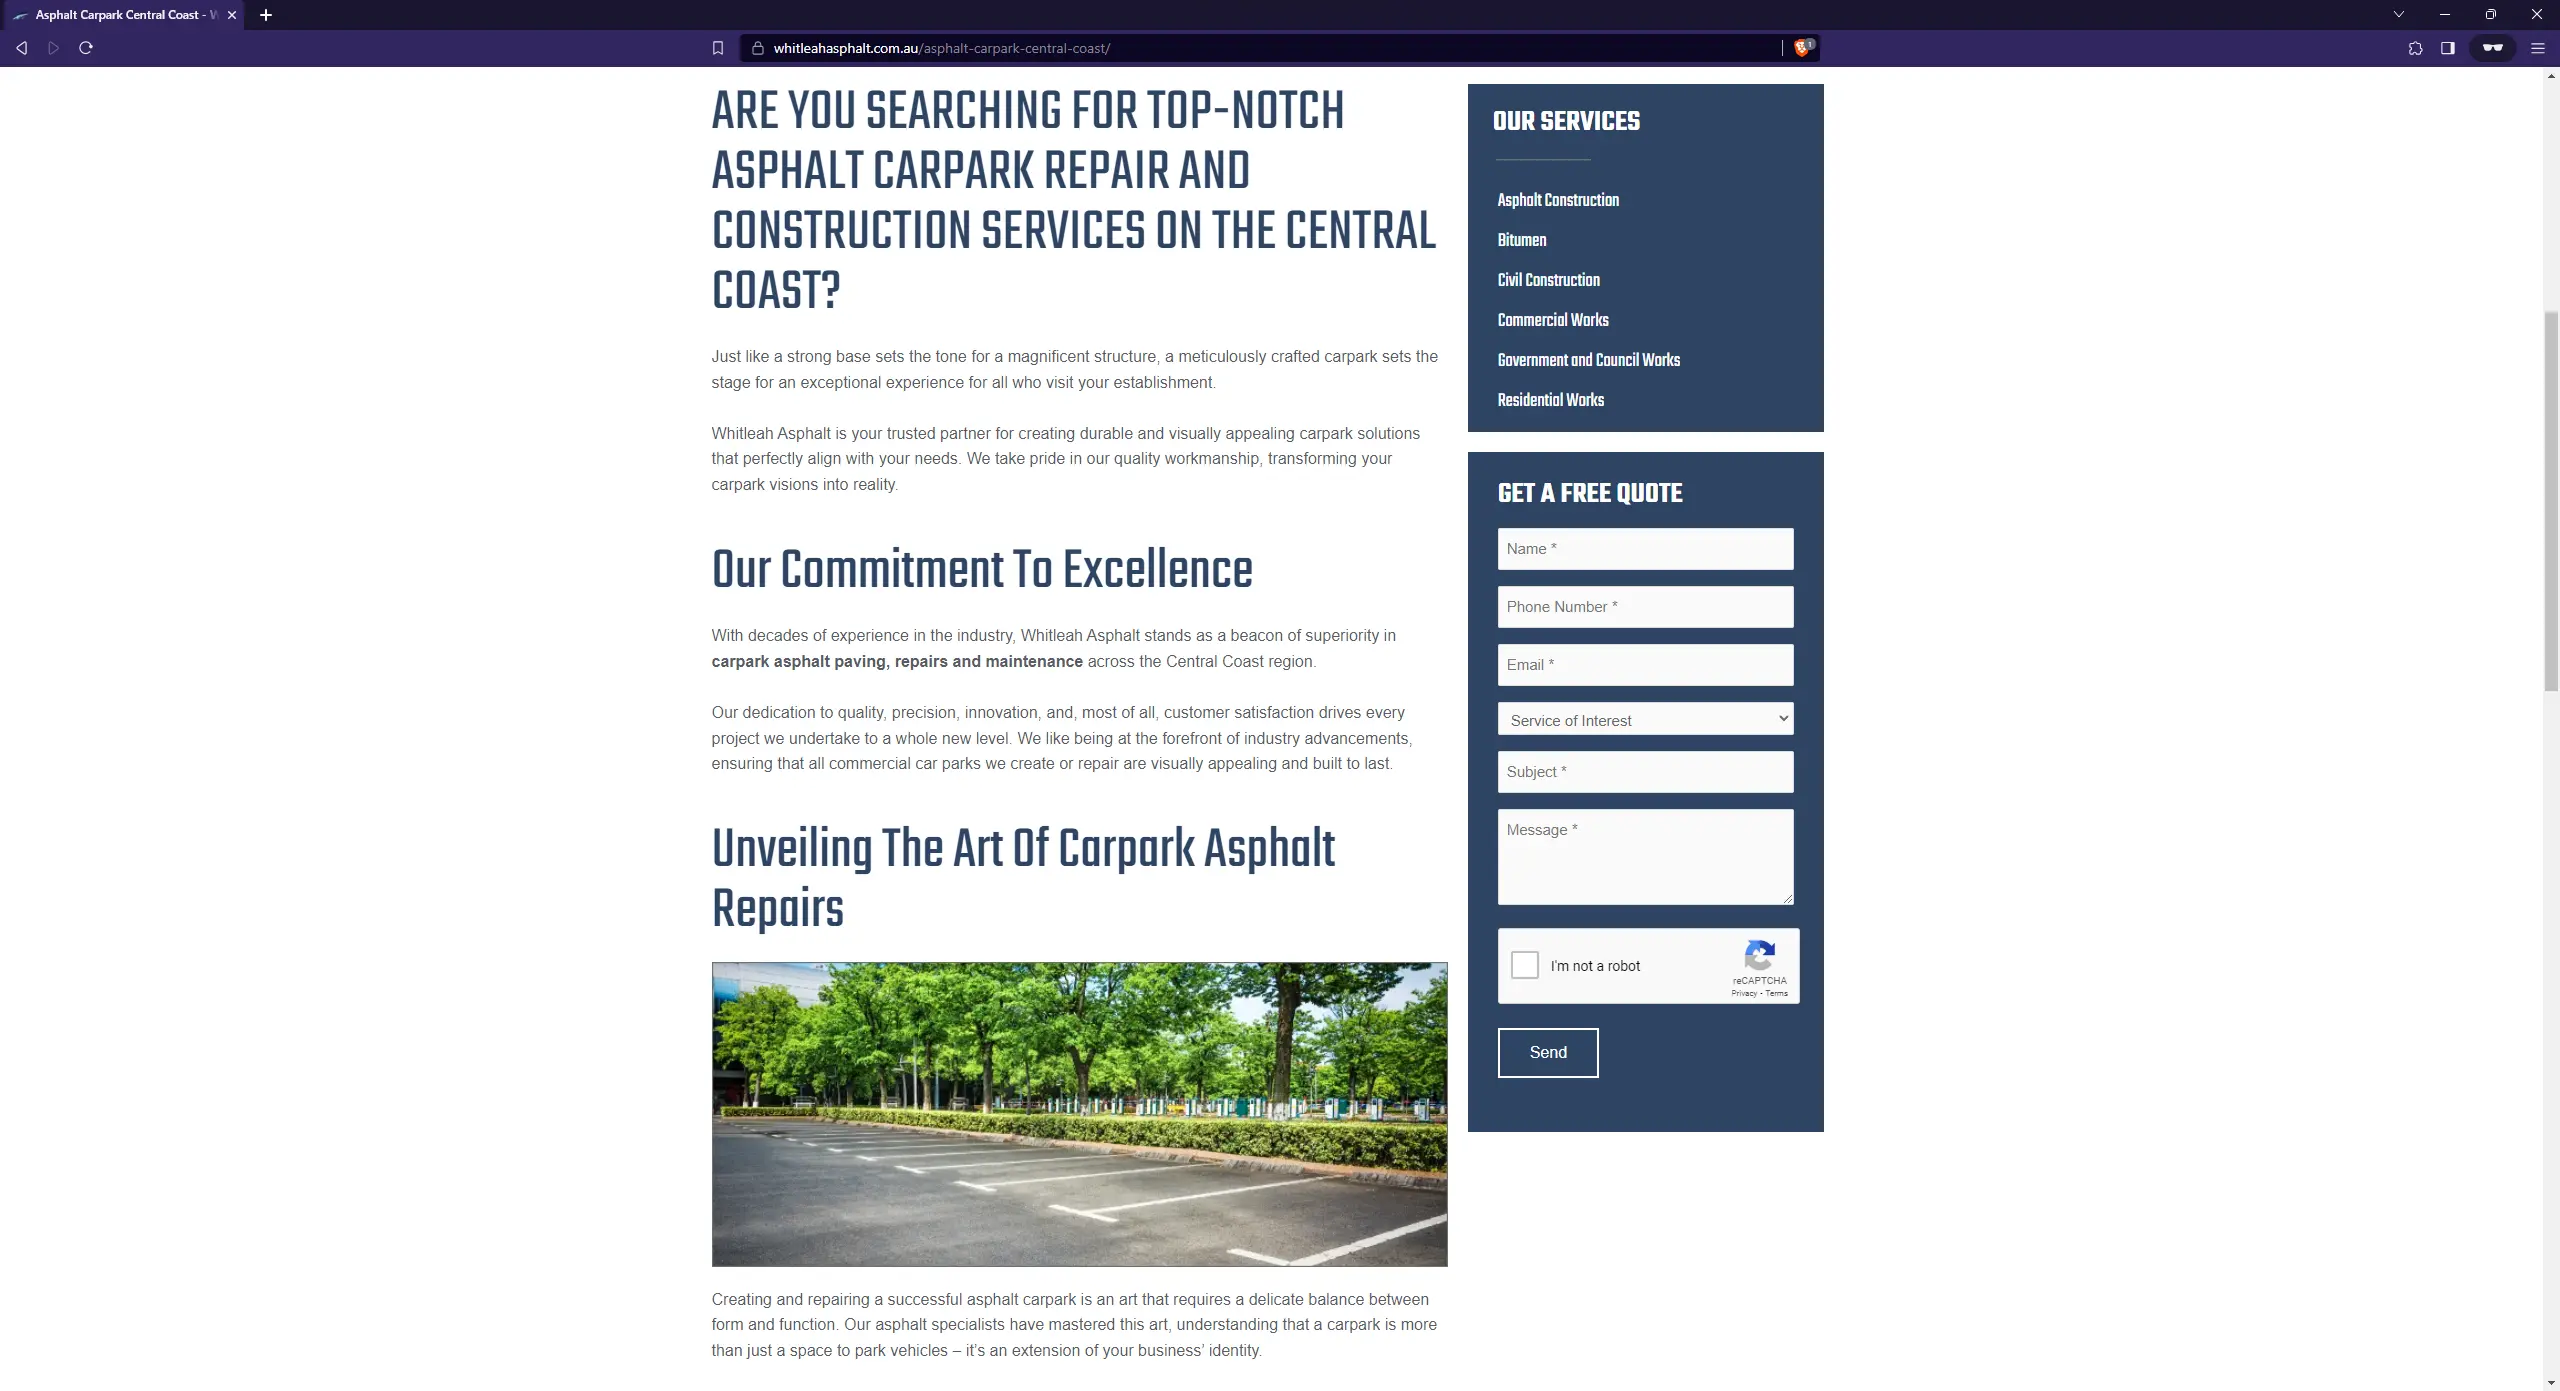 Asphalt Carpark Central Coast - W
whitleahasphalt.com.au/asphalt-carpark-central-coast/
1
ARE YOU SEARCHING FOR TOP-NOTCH
ASPHALT CARPARK REPAIR AND
CONSTRUCTION SERVICES ON THE CENTRAL
COAST?
Just like a strong base sets the tone for a magnificent structure, a meticulously crafted carpark sets the
stage for an exceptional experience for all who visit your establishment.
Whitleah Asphalt is your trusted partner for creating durable and visually appealing carpark solutions
that perfectly align with your needs. We take pride in our quality workmanship, transforming your
carpark visions into reality.
Our Commitment To Excellence
With decades of experience in the industry, Whitleah Asphalt stands as a beacon of superiority in
carpark asphalt paving, repairs and maintenance across the Central Coast region.
Our dedication to quality, precision, innovation, and, most of all, customer satisfaction drives every
project we undertake to a whole new level. We like being at the forefront of industry advancements,
ensuring that all commercial car parks we create or repair are visually appealing and built to last.
Unveiling The Art Of Carpark Asphalt
Repairs
Creating and repairing a successful asphalt carpark is an art that requires a delicate balance between
form and function. Our asphalt specialists have mastered this art, understanding that a carpark is more
than just a space to park vehicles – it’s an extension of your business’ identity.
OUR SERVICES
Asphalt Construction
Bitumen
Civil Construction
Commercial Works
Government and Council Works
Residential Works
GET A FREE QUOTE
Name *
Phone Number *
Email *
Service of Interest
Subject *
Message *
I'm not a robot
reCAPTCHA
Privacy - Terms
Send